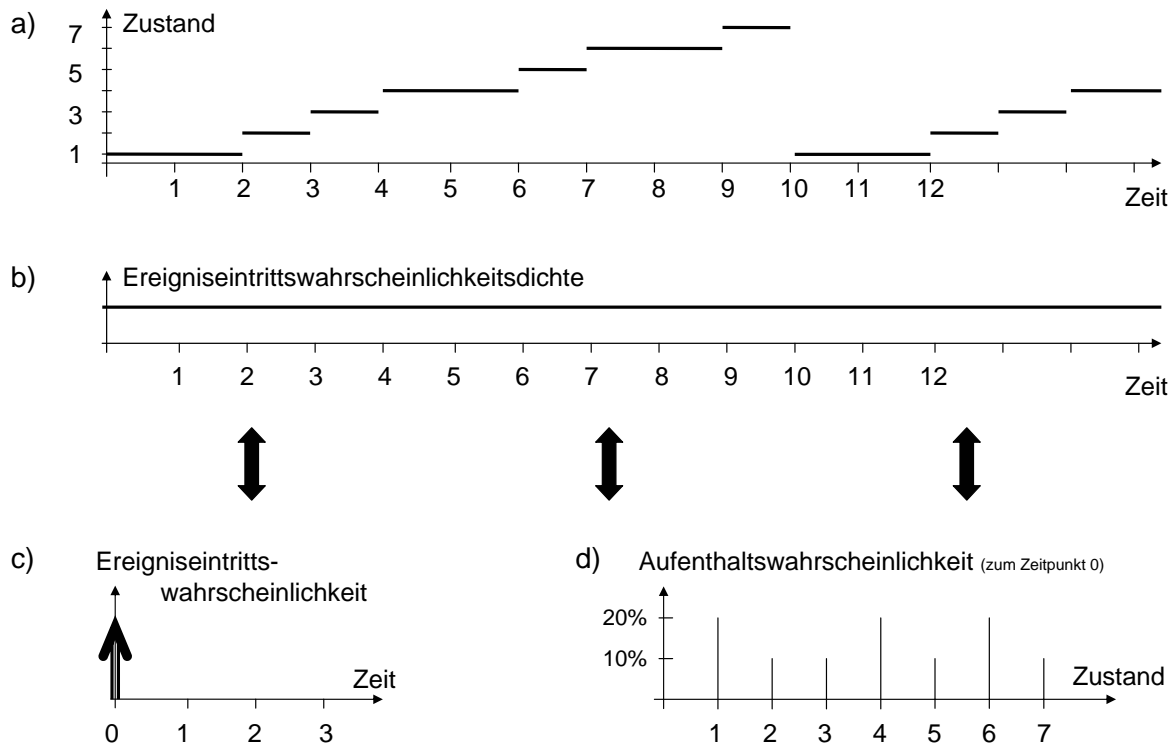 a)
Zustand
7
5
3
1
1 2 3 4 5 6 7 8 9 10 11 12
Zeit
b)
Ereigniseintrittswahrscheinlichkeitsdichte
1 2 3 4 5 6 7 8 9 10 11 12
Zeit
c)
Ereigniseintritts-
wahrscheinlichkeit
Zeit
0 1 2 3
d)
Aufenthaltswahrscheinlichkeit (zum Zeitpunkt 0)
20%
10%
Zustand
1 2 3 4 5 6 7